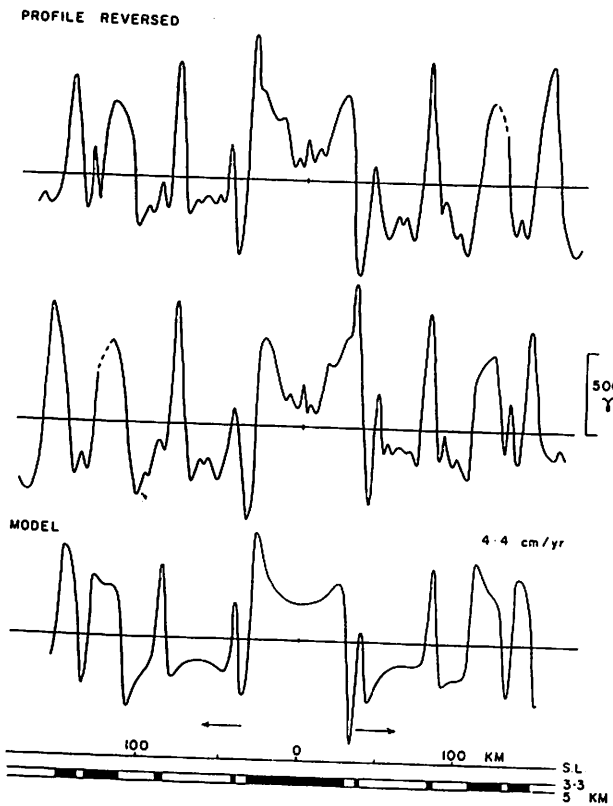 PROFILE REVERSED
500
γ
MODEL
4·4 cm/yr
100 0 100 KM
S.L
3·3
5 KM